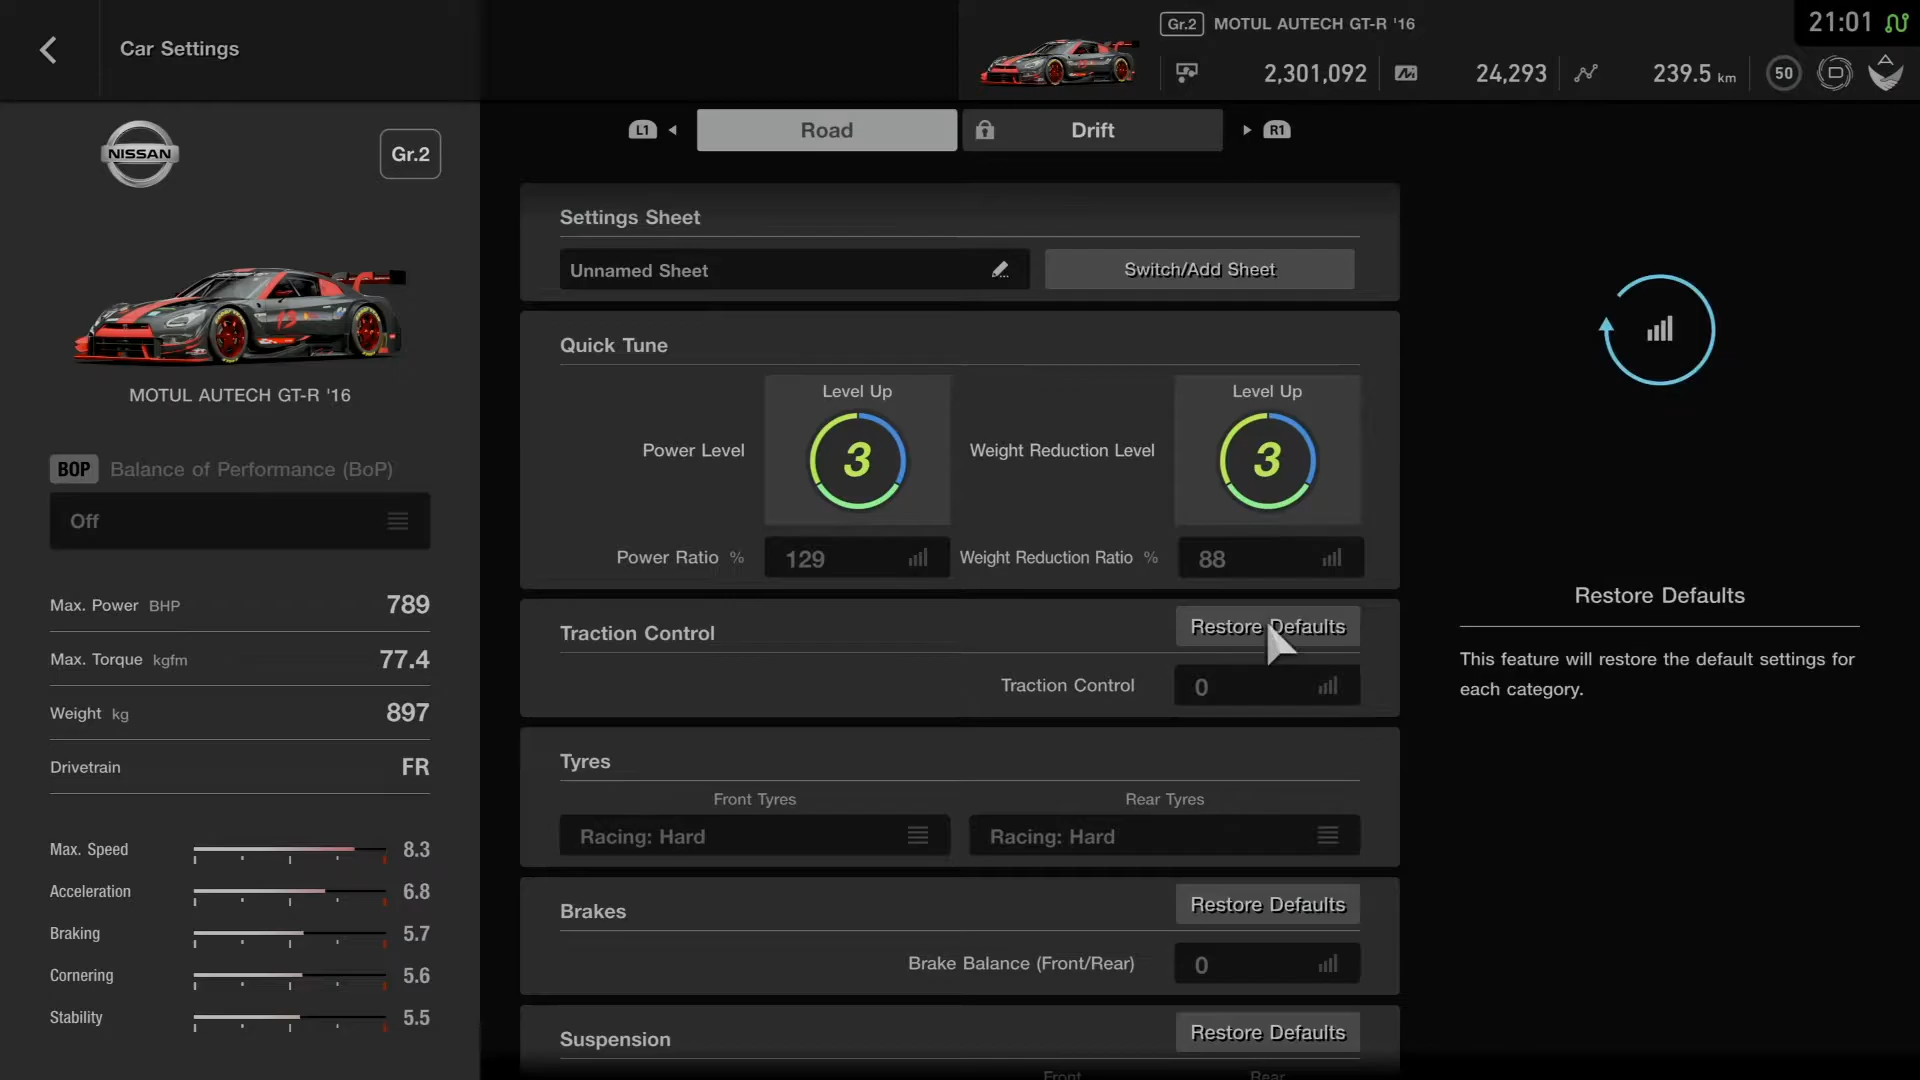 Car Settings
Gr.2 MOTUL AUTECH GT-R '16
2,301,092 24,293 239.5 km 50
21:01
NISSAN
Gr.2
MOTUL AUTECH GT-R '16
BOP Balance of Performance (BoP)
Off
Max. Power BHP 789
Max. Torque kgfm 77.4
Weight kg 897
Drivetrain FR
Max. Speed 8.3
Acceleration 6.8
Braking 5.7
Cornering 5.6
Stability 5.5
L1 Road Drift R1
Settings Sheet
Unnamed Sheet Switch/Add Sheet
Quick Tune
Level Up Level Up
Power Level 3 Weight Reduction Level 3
Power Ratio % 129 Weight Reduction Ratio % 88
Traction Control Restore Defaults
Traction Control 0
Tyres
Front Tyres Rear Tyres
Racing: Hard Racing: Hard
Brakes Restore Defaults
Brake Balance (Front/Rear) 0
Suspension Restore Defaults
Front Rear
Restore Defaults
This feature will restore the default settings for
each category.